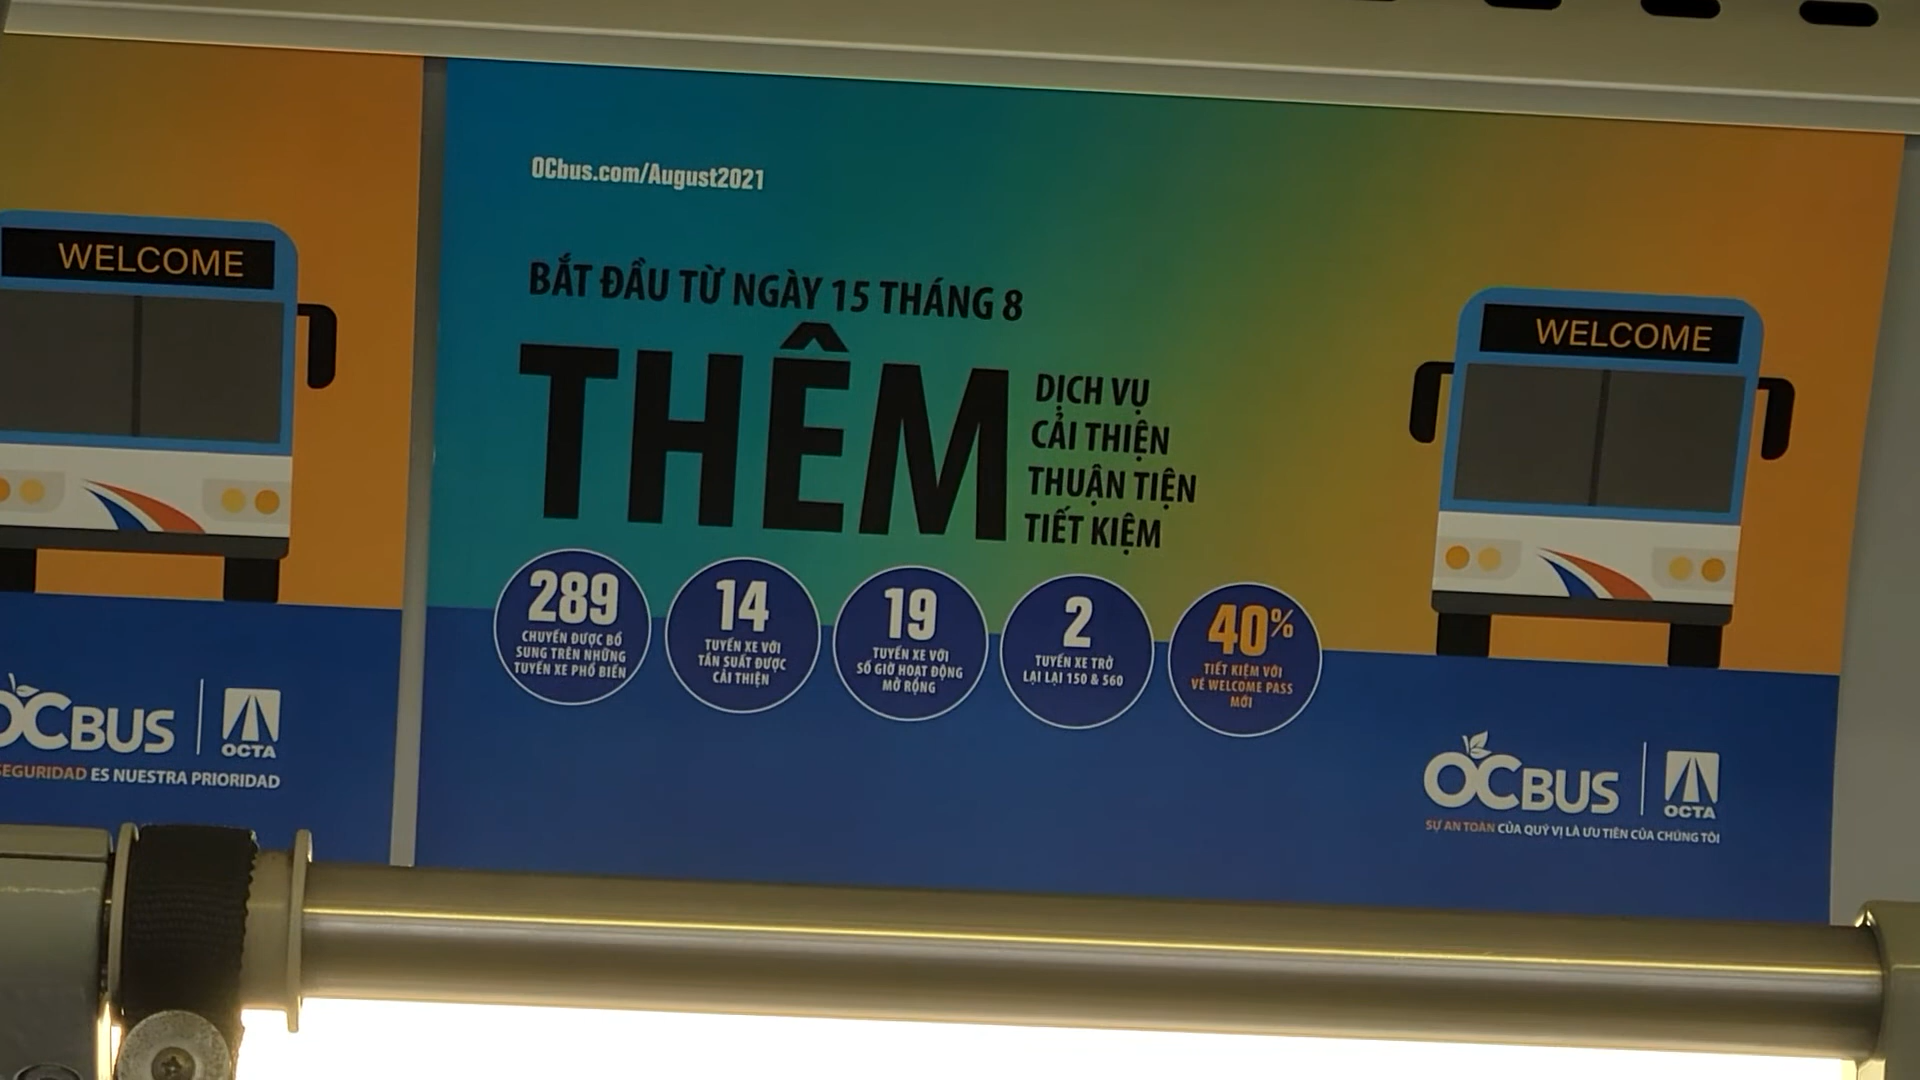 WELCOME
OCBUS
OCTA
SEGURIDAD ES NUESTRA PRIORIDAD
OCbus.com/August2021
BẮT ĐẦU TỪ NGÀY 15 THÁNG 8
THÊM
DỊCH VỤ
CẢI THIỆN
THUẬN TIỆN
TIẾT KIỆM
289
CHUYẾN ĐƯỢC BỔ
SUNG TRÊN NHỮNG
TUYẾN XE PHỔ BIẾN
14
TUYẾN XE VỚI
TẦN SUẤT ĐƯỢC
CẢI THIỆN
19
TUYẾN XE VỚI
SỐ GIỜ HOẠT ĐỘNG
MỞ RỘNG
2
TUYẾN XE TRỞ
LẠI LẠI 150 & 560
40%
TIẾT KIỆM VỚI
VÉ WELCOME PASS
MỚI
WELCOME
OCBUS
OCTA
SỰ AN TOÀN CỦA QUÝ VỊ LÀ ƯU TIÊN CỦA CHÚNG TÔI